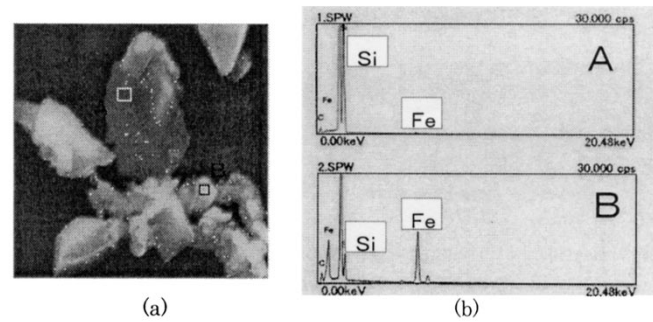 B
(a)
1.SPW 30.000 cps
A
Si
Fe
C
Fe
0.00keV 20.48keV
2.SPW 30.000 cps
B
Fe
Fe
Si
C
0.00keV 20.48keV
(b)